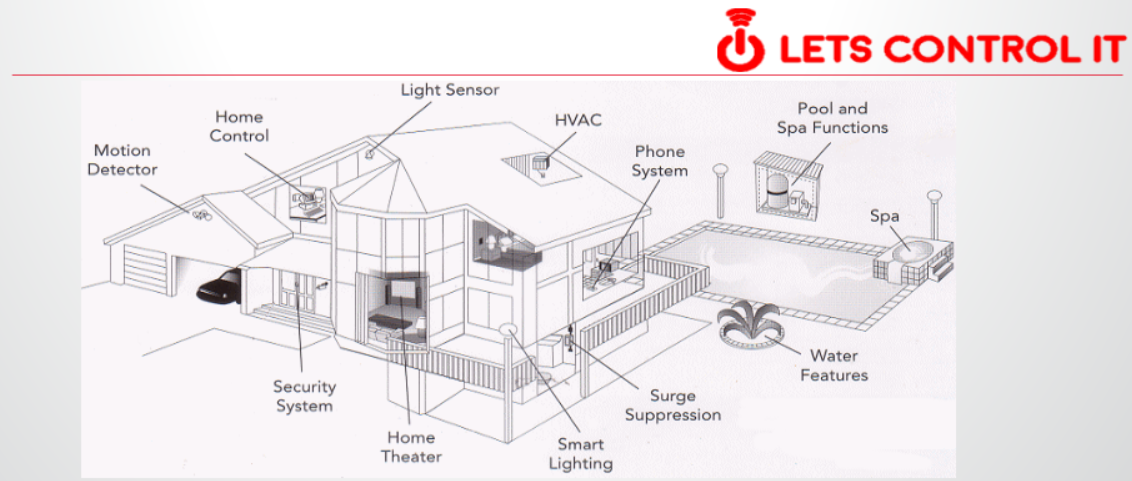 LETS CONTROL IT
Light Sensor
Home
Control
HVAC
Pool and
Spa Functions
Motion
Detector
Phone
System
Spa
Water
Features
Security
System
Surge
Suppression
Home
Theater
Smart
Lighting